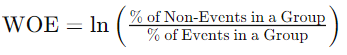 WOE = ln ( % of Non-Events in a Group / % of Events in a Group )